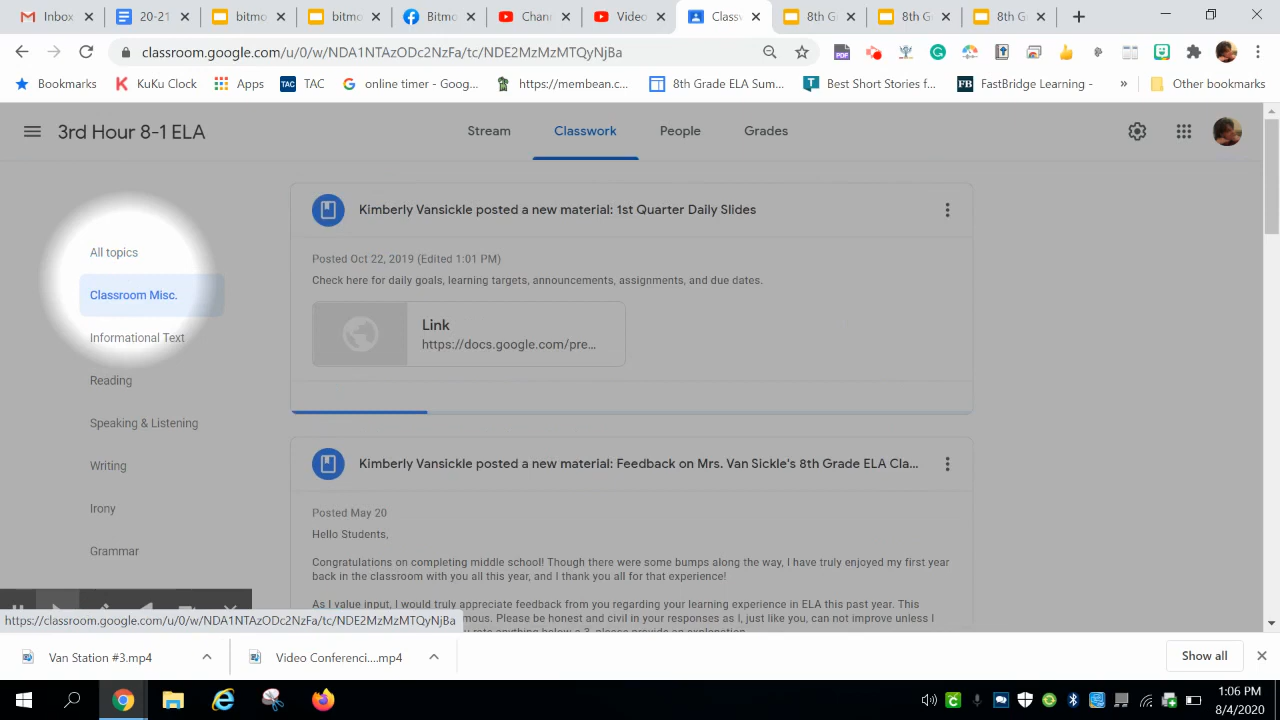 Inbox
20-21
bitmo
bitmo
Bitmo
Chann
Video
Class
8th G
8th Gr
8th G
classroom.google.com/u/0/w/NDA1NTAzODc2NzFa/tc/NDE2MzMzMTQyNjBa
Bookmarks
KuKu Clock
Apps
TAC TAC
online timer - Goog...
https://membean.c...
8th Grade ELA Sum...
Best Short Stories f...
FB FastBridge Learning -
»
Other bookmarks
3rd Hour 8-1 ELA
Stream
Classwork
People
Grades
All topics
Classroom Misc.
Informational Text
Reading
Speaking & Listening
Writing
Irony
Grammar
Kimberly Vansickle posted a new material: 1st Quarter Daily Slides
Posted Oct 22, 2019 (Edited 1:01 PM)
Check here for daily goals, learning targets, announcements, assignments, and due dates.
Link
https://docs.google.com/pre...
Kimberly Vansickle posted a new material: Feedback on Mrs. Van Sickle's 8th Grade ELA Cla...
Posted May 20
Hello Students,
Congratulations on completing middle school! Though there were some bumps along the way, I have truly enjoyed my first year
back in the classroom with you all this year, and I thank you all for that experience!
As I value input, I would truly appreciate feedback from you regarding your learning experience in ELA this past year. This
mous. Please be honest and civil in your responses as I, just like you, can not improve unless I
https://classroom.google.com/u/0/w/NDA1NTAzODc2NzFa/tc/NDE2MzMzMTQyNjBa
Van Station #3.mp4
Video Conferenci....mp4
Show all
1:06 PM
8/4/2020